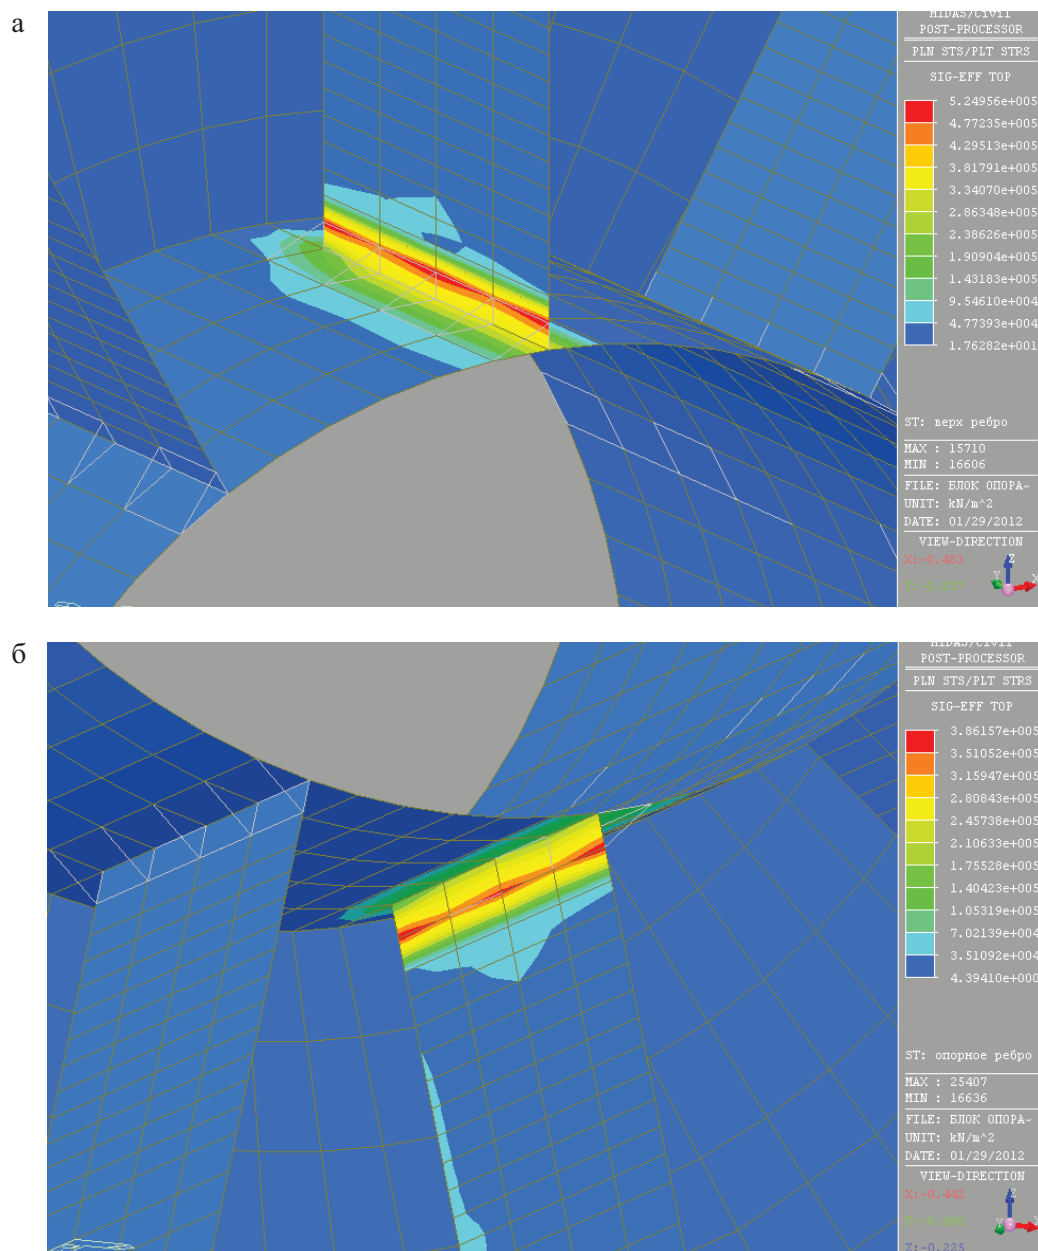 а
MIDAS/Civil
POST-PROCESSOR
PLN STS/PLT STRS
SIG-EFF TOP
5.24956e+005
4.77235e+005
4.29513e+005
3.81791e+005
3.34070e+005
2.86348e+005
2.38626e+005
1.90904e+005
1.43183e+005
9.54610e+004
4.77393e+004
1.76282e+001
ST: верх ребро
MAX : 15710
MIN : 16606
FILE: БЛОК ОПОРА~
UNIT: kN/m^2
DATE: 01/29/2012
VIEW-DIRECTION
X:-0.483
Z
Y
X
б
MIDAS/Civil
POST-PROCESSOR
PLN STS/PLT STRS
SIG-EFF TOP
3.86157e+005
3.51052e+005
3.15947e+005
2.80843e+005
2.45738e+005
2.10633e+005
1.75528e+005
1.40423e+005
1.05319e+005
7.02139e+004
3.51092e+004
4.39410e+000
ST: опорное ребро
MAX : 25407
MIN : 16636
FILE: БЛОК ОПОРА~
UNIT: kN/m^2
DATE: 01/29/2012
VIEW-DIRECTION
X:-0.442
Z
Y
X
Z:-0.225